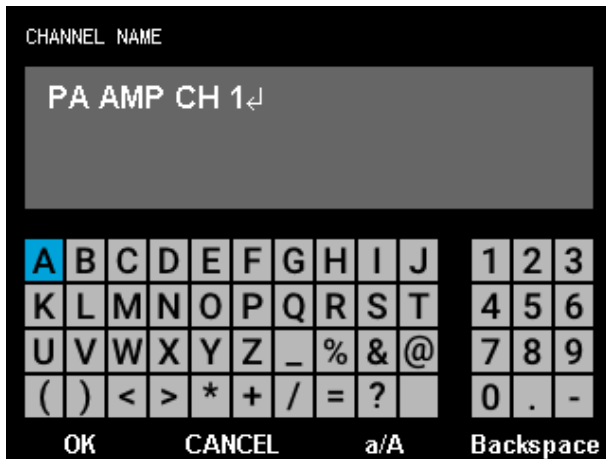 CHANNEL NAME
PA AMP CH 1↵
A B C D E F G H I J 1 2 3
K L M N O P Q R S T 4 5 6
U V W X Y Z _ % & @ 7 8 9
( ) < > * + / = ? 0 . -
OK CANCEL a/A Backspace